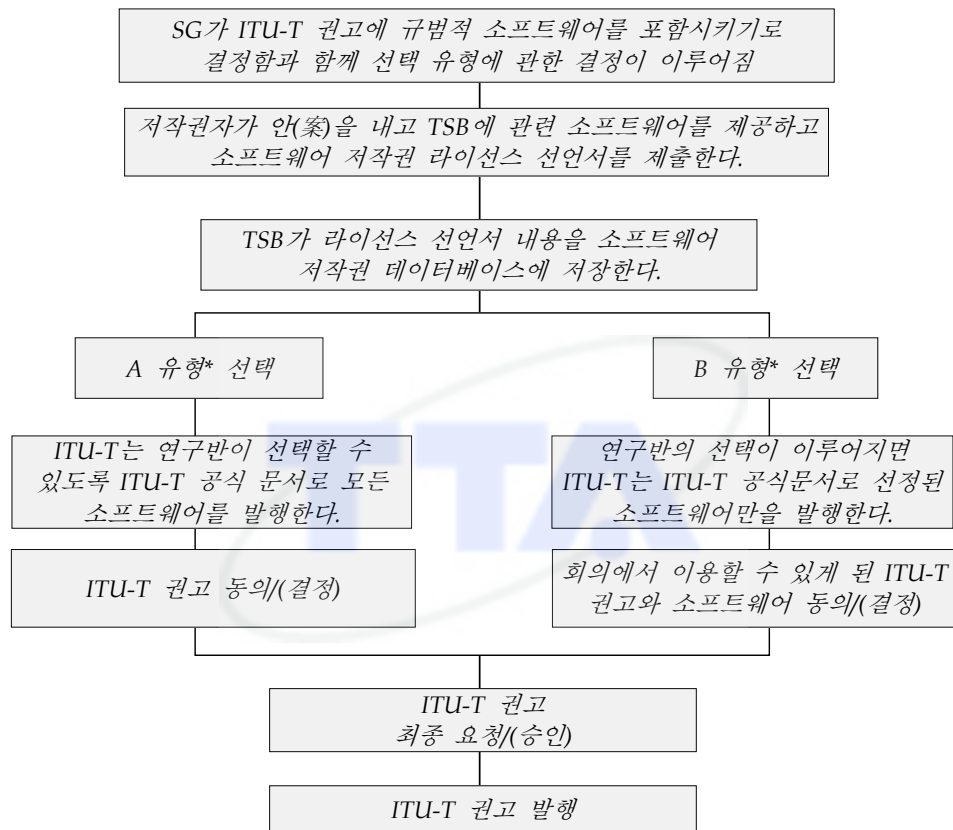 SG가 ITU-T 권고에 규범적 소프트웨어를 포함시키기로
결정함과 함께 선택 유형에 관한 결정이 이루어짐
저작권자가 안(案)을 내고 TSB에 관련 소프트웨어를 제공하고
소프트웨어 저작권 라이선스 선언서를 제출한다.
TSB가 라이선스 선언서 내용을 소프트웨어
저작권 데이터베이스에 저장한다.
A 유형* 선택
B 유형* 선택
ITU-T는 연구반이 선택할 수
있도록 ITU-T 공식 문서로 모든
소프트웨어를 발행한다.
연구반의 선택이 이루어지면
ITU-T는 ITU-T 공식문서로 선정된
소프트웨어만을 발행한다.
ITU-T 권고 동의/(결정)
회의에서 이용할 수 있게 된 ITU-T
권고와 소프트웨어 동의/(결정)
TTA
ITU-T 권고
최종 요청/(승인)
ITU-T 권고 발행